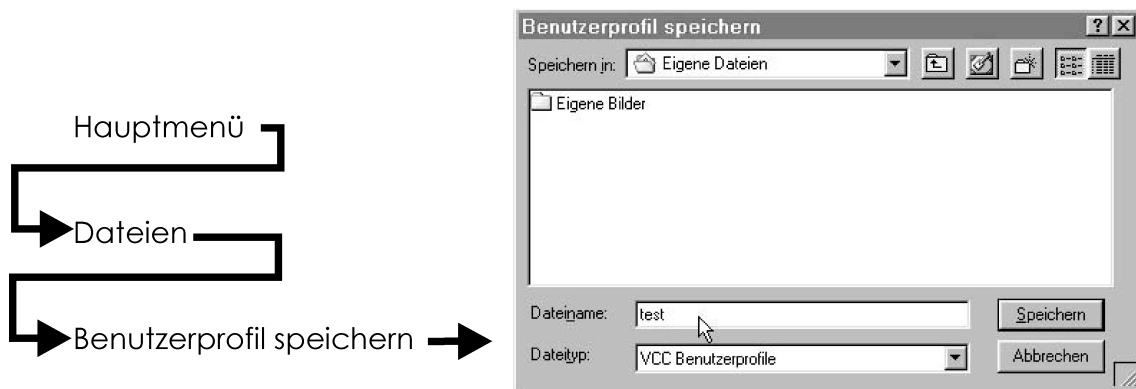 Hauptmenü
Dateien
Benutzerprofil speichern
Benutzerprofil speichern
Speichern in: Eigene Dateien
Eigene Bilder
Dateiname: test Speichern
Dateityp: VCC Benutzerprofile Abbrechen